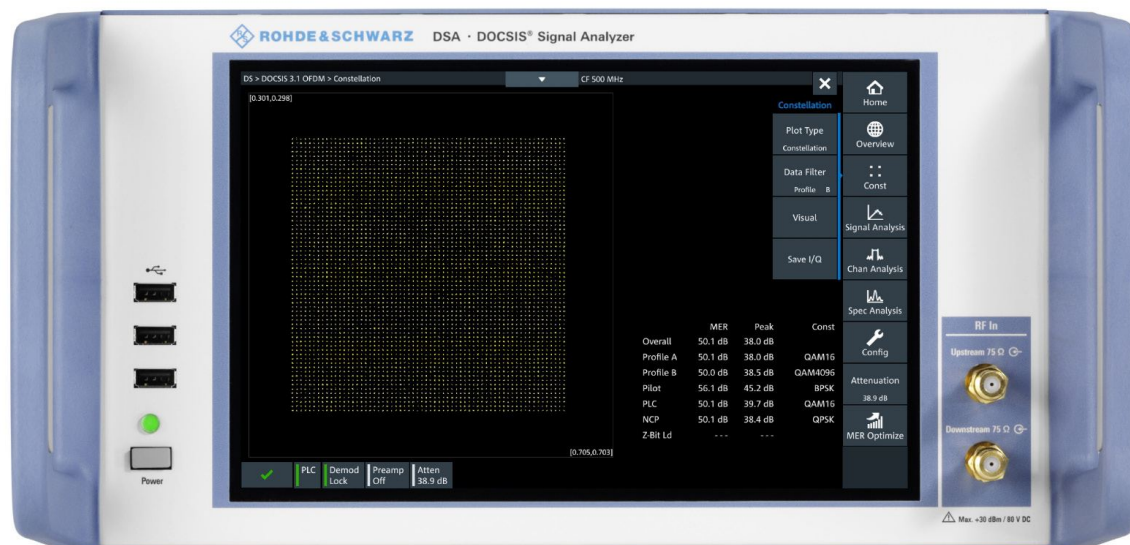 ROHDE&SCHWARZ DSA · DOCSIS® Signal Analyzer
DS > DOCSIS 3.1 OFDM > Constellation
CF 500 MHz
[0.301,0.298]
[0.705,0.703]
Constellation
Plot Type
Constellation
Data Filter
Profile B
Visual
Save I/Q
Home
Overview
Const
Signal Analysis
Chan Analysis
Spec Analysis
Config
Attenuation
38.9 dB
MER Optimize
MER Peak Const
Overall 50.1 dB 38.0 dB
Profile A 50.1 dB 38.0 dB QAM16
Profile B 50.0 dB 38.5 dB QAM4096
Pilot 56.1 dB 45.2 dB BPSK
PLC 50.1 dB 39.7 dB QAM16
NCP 50.1 dB 38.4 dB QPSK
Z-Bit Ld --- ---
PLC
Demod Lock
Preamp Off
Atten 38.9 dB
Power
RF In
Upstream 75 Ω
Downstream 75 Ω
Max. +30 dBm / 80 V DC